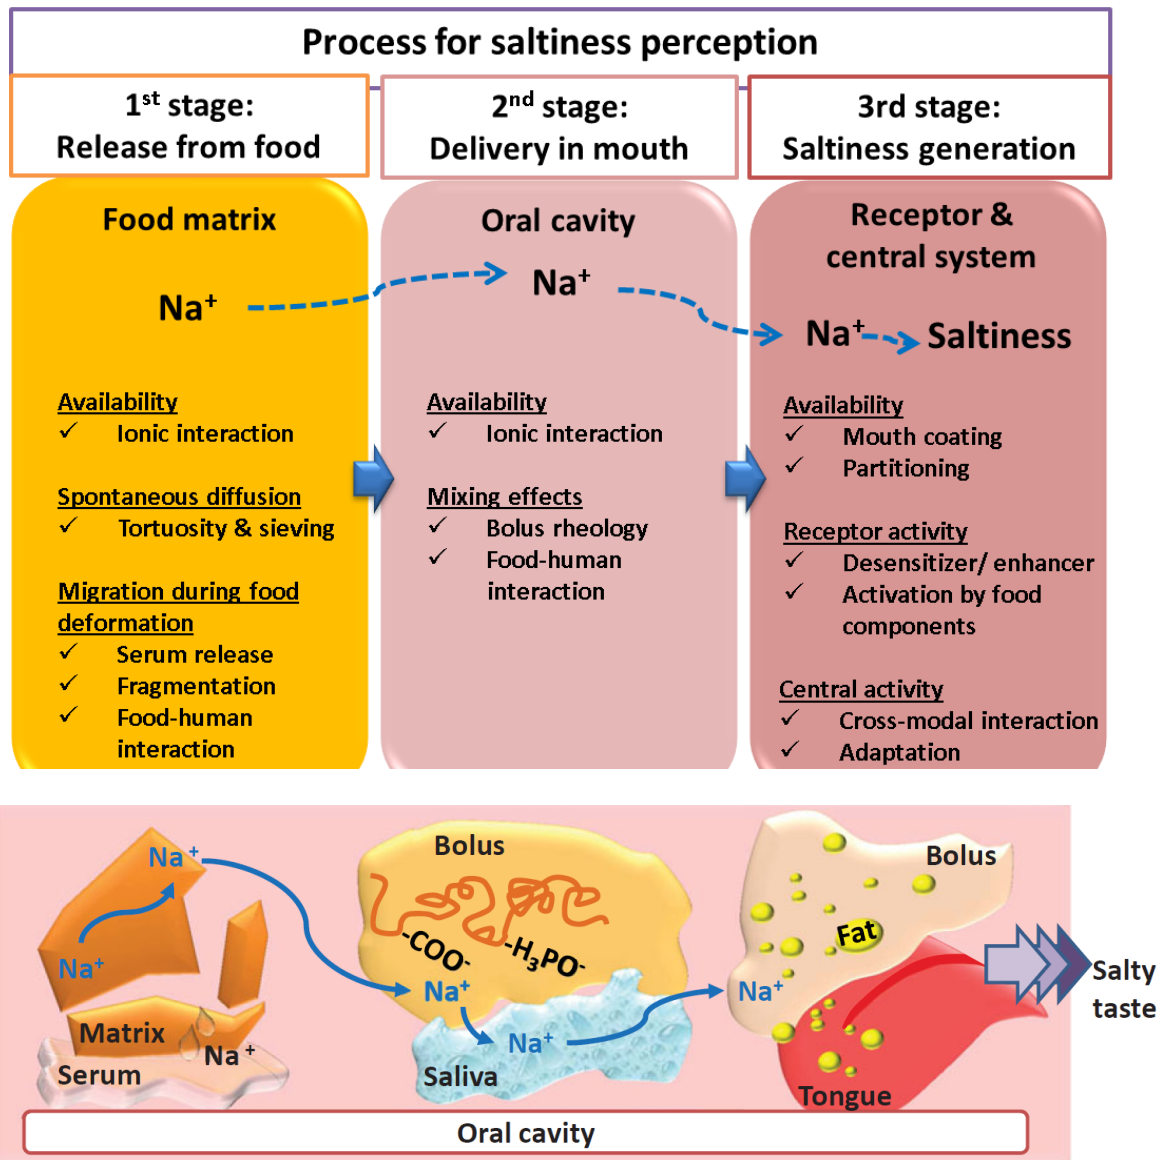 Process for saltiness perception
1st stage:
Release from food
2nd stage:
Delivery in mouth
3rd stage:
Saltiness generation
Food matrix
Na+
Availability
✓ Ionic interaction
Spontaneous diffusion
✓ Tortuosity & sieving
Migration during food
deformation
✓ Serum release
✓ Fragmentation
✓ Food-human
interaction
Oral cavity
Na+
Availability
✓ Ionic interaction
Mixing effects
✓ Bolus rheology
✓ Food-human
interaction
Receptor &
central system
Na+ Saltiness
Availability
✓ Mouth coating
✓ Partitioning
Receptor activity
✓ Desensitizer/ enhancer
✓ Activation by food
components
Central activity
✓ Cross-modal interaction
✓ Adaptation
Na+
Na+
Matrix
Na+
Serum
Bolus
-COO-
-H3PO-
Na+
Na+
Saliva
Bolus
Fat
Na+
Tongue
Salty
taste
Oral cavity